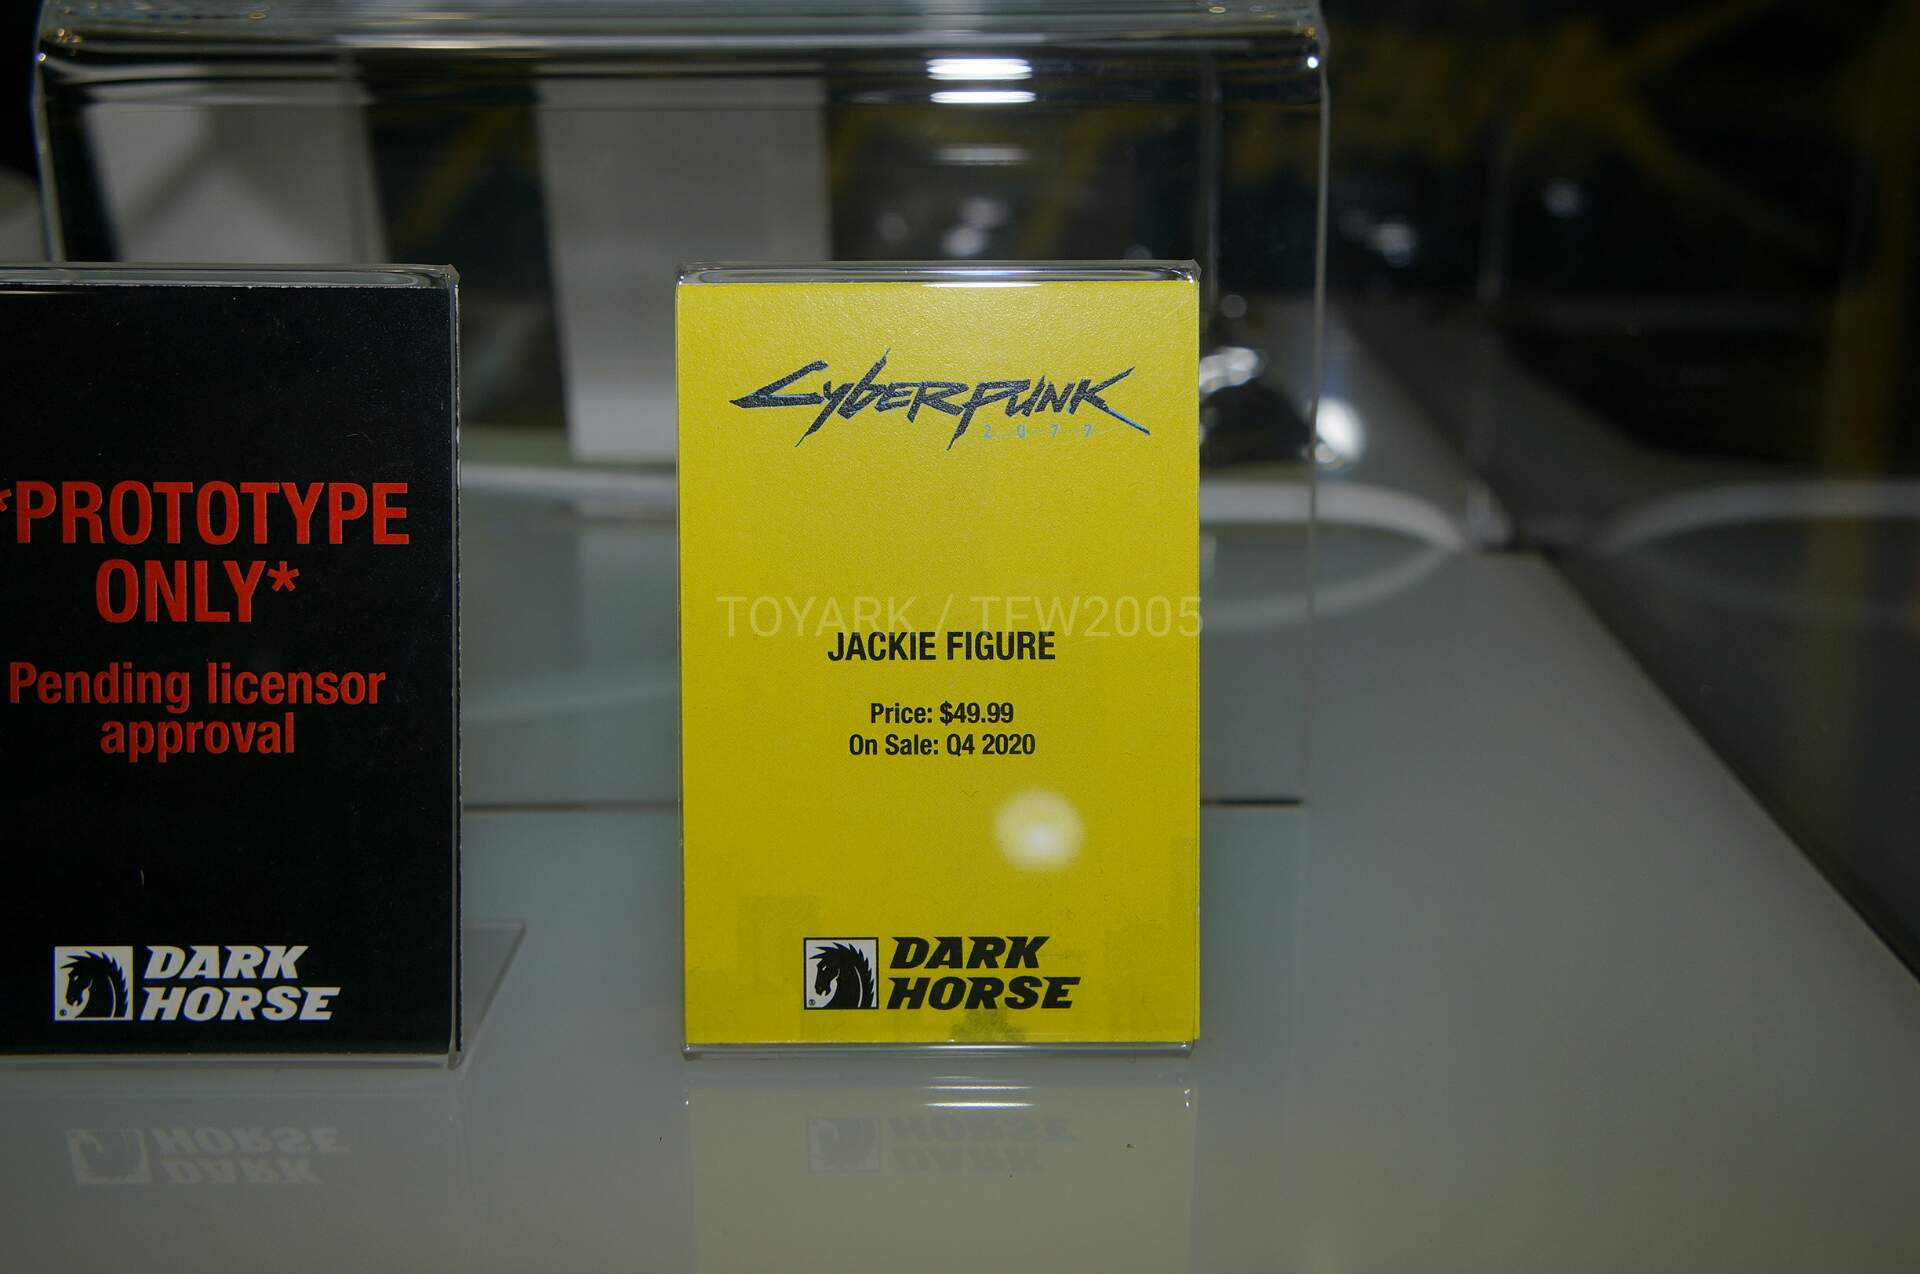 *PROTOTYPE
ONLY*
Pending licensor
approval
DARK
HORSE
CYBERPUNK
2077
TOYARK / TFW2005
JACKIE FIGURE
Price: $49.99
On Sale: Q4 2020
DARK
HORSE